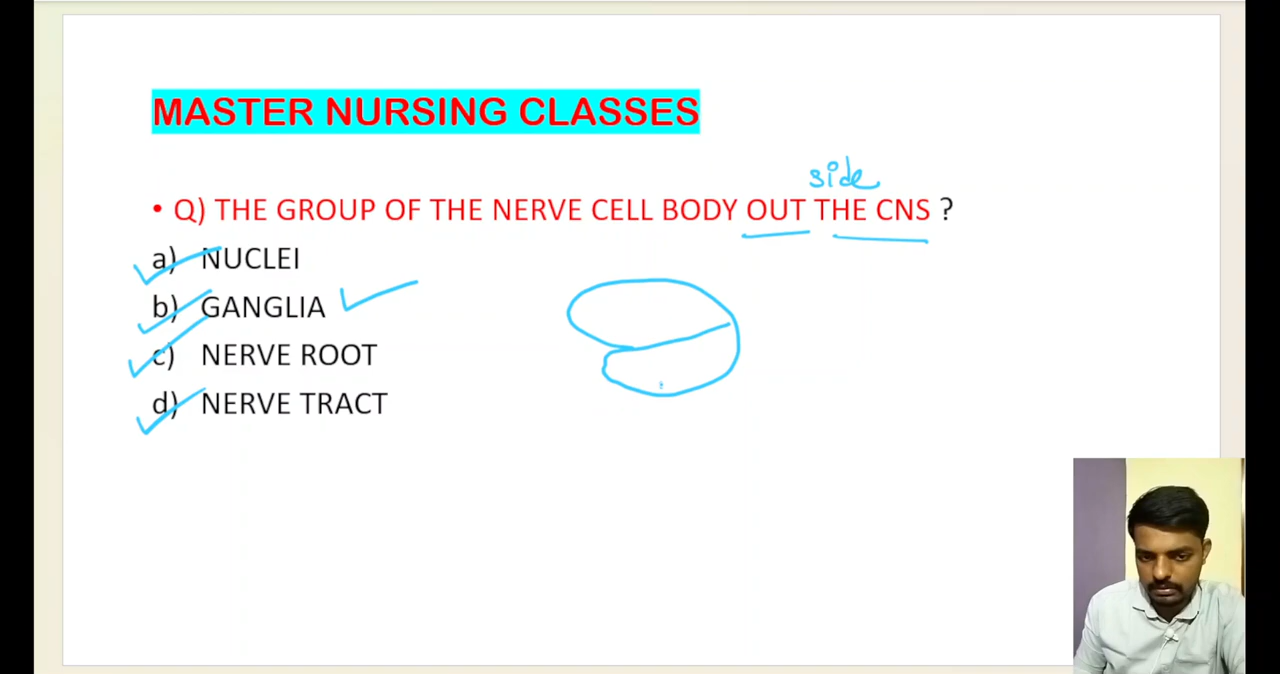 MASTER NURSING CLASSES
side
• Q) THE GROUP OF THE NERVE CELL BODY OUT THE CNS ?
a) NUCLEI
b) GANGLIA
c) NERVE ROOT
d) NERVE TRACT